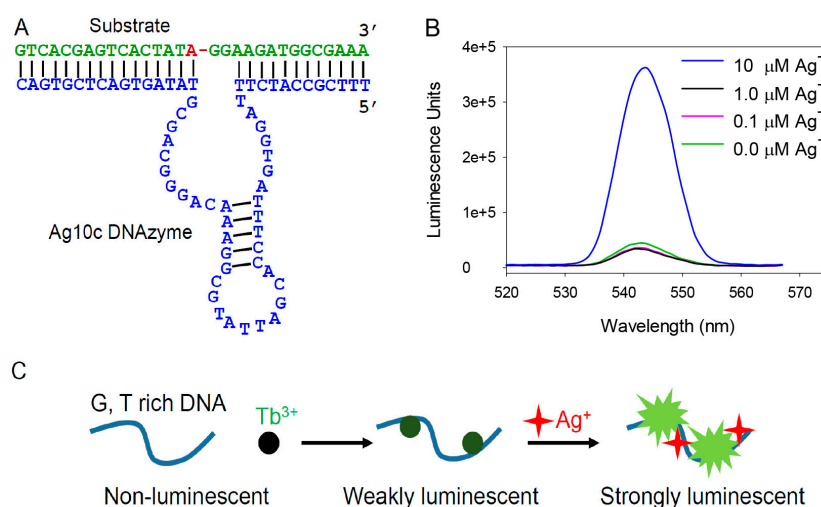 A
Substrate
3′
GTCACGAGTCACTATA-GGAAGATGGCGAAA
CAGTGCTCAGTGATAT
TTCTACCGCTTT
5′
GCGACGGGACA
AAGGCGTATTAGCACCTTTTAGTGGAT
Ag10c DNAzyme
B
Luminescence Units
4e+5
3e+5
2e+5
1e+5
0
10 μM Ag⁺
1.0 μM Ag⁺
0.1 μM Ag⁺
0.0 μM Ag⁺
520 530 540 550 560 570
Wavelength (nm)
C
G, T rich DNA
Tb³⁺
Ag⁺
Non-luminescent
Weakly luminescent
Strongly luminescent